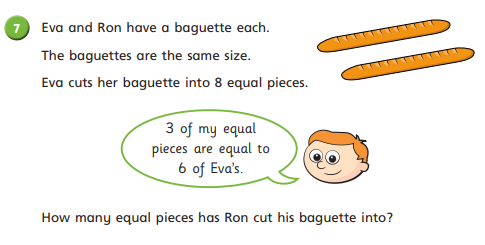 7
Eva and Ron have a baguette each.
The baguettes are the same size.
Eva cuts her baguette into 8 equal pieces.
3 of my equal
pieces are equal to
6 of Eva's.
How many equal pieces has Ron cut his baguette into?